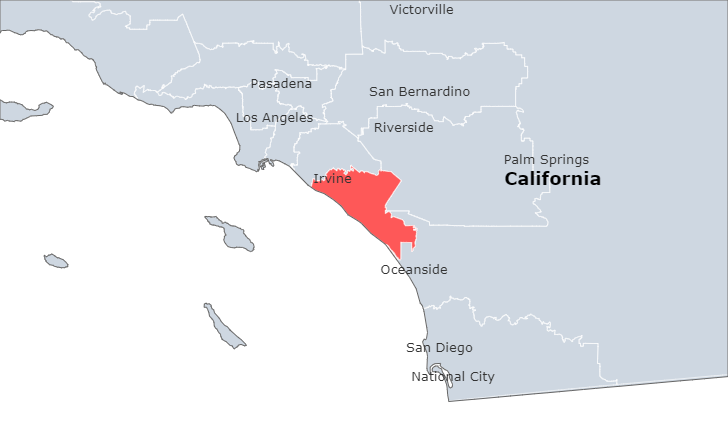 Victorville
Pasadena
San Bernardino
Los Angeles
Riverside
Palm Springs
Irvine
California
Oceanside
San Diego
National City